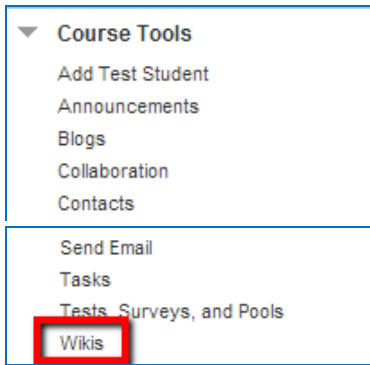 Course Tools
Add Test Student
Announcements
Blogs
Collaboration
Contacts
Send Email
Tasks
Tests, Surveys, and Pools
Wikis